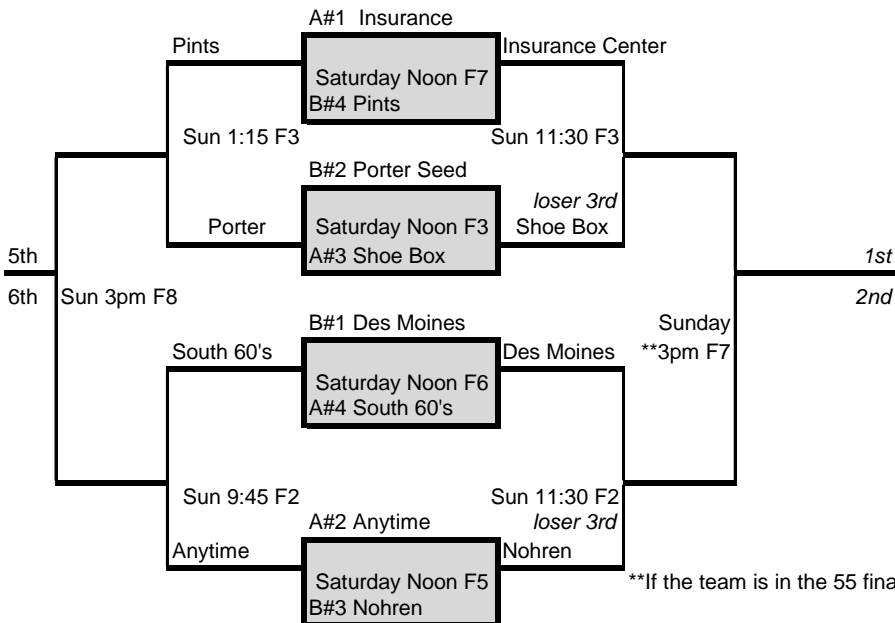 A#1 Insurance
Pints
Insurance Center
Saturday Noon F7
B#4 Pints
Sun 1:15 F3
Sun 11:30 F3
B#2 Porter Seed
loser 3rd
Porter
Saturday Noon F3
Shoe Box
A#3 Shoe Box
5th
1st
6th
Sun 3pm F8
2nd
B#1 Des Moines
Sunday
South 60's
Des Moines
**3pm F7
Saturday Noon F6
A#4 South 60's
Sun 9:45 F2
Sun 11:30 F2
A#2 Anytime
loser 3rd
Anytime
Nohren
Saturday Noon F5
**If the team is in the 55 fina
B#3 Nohren